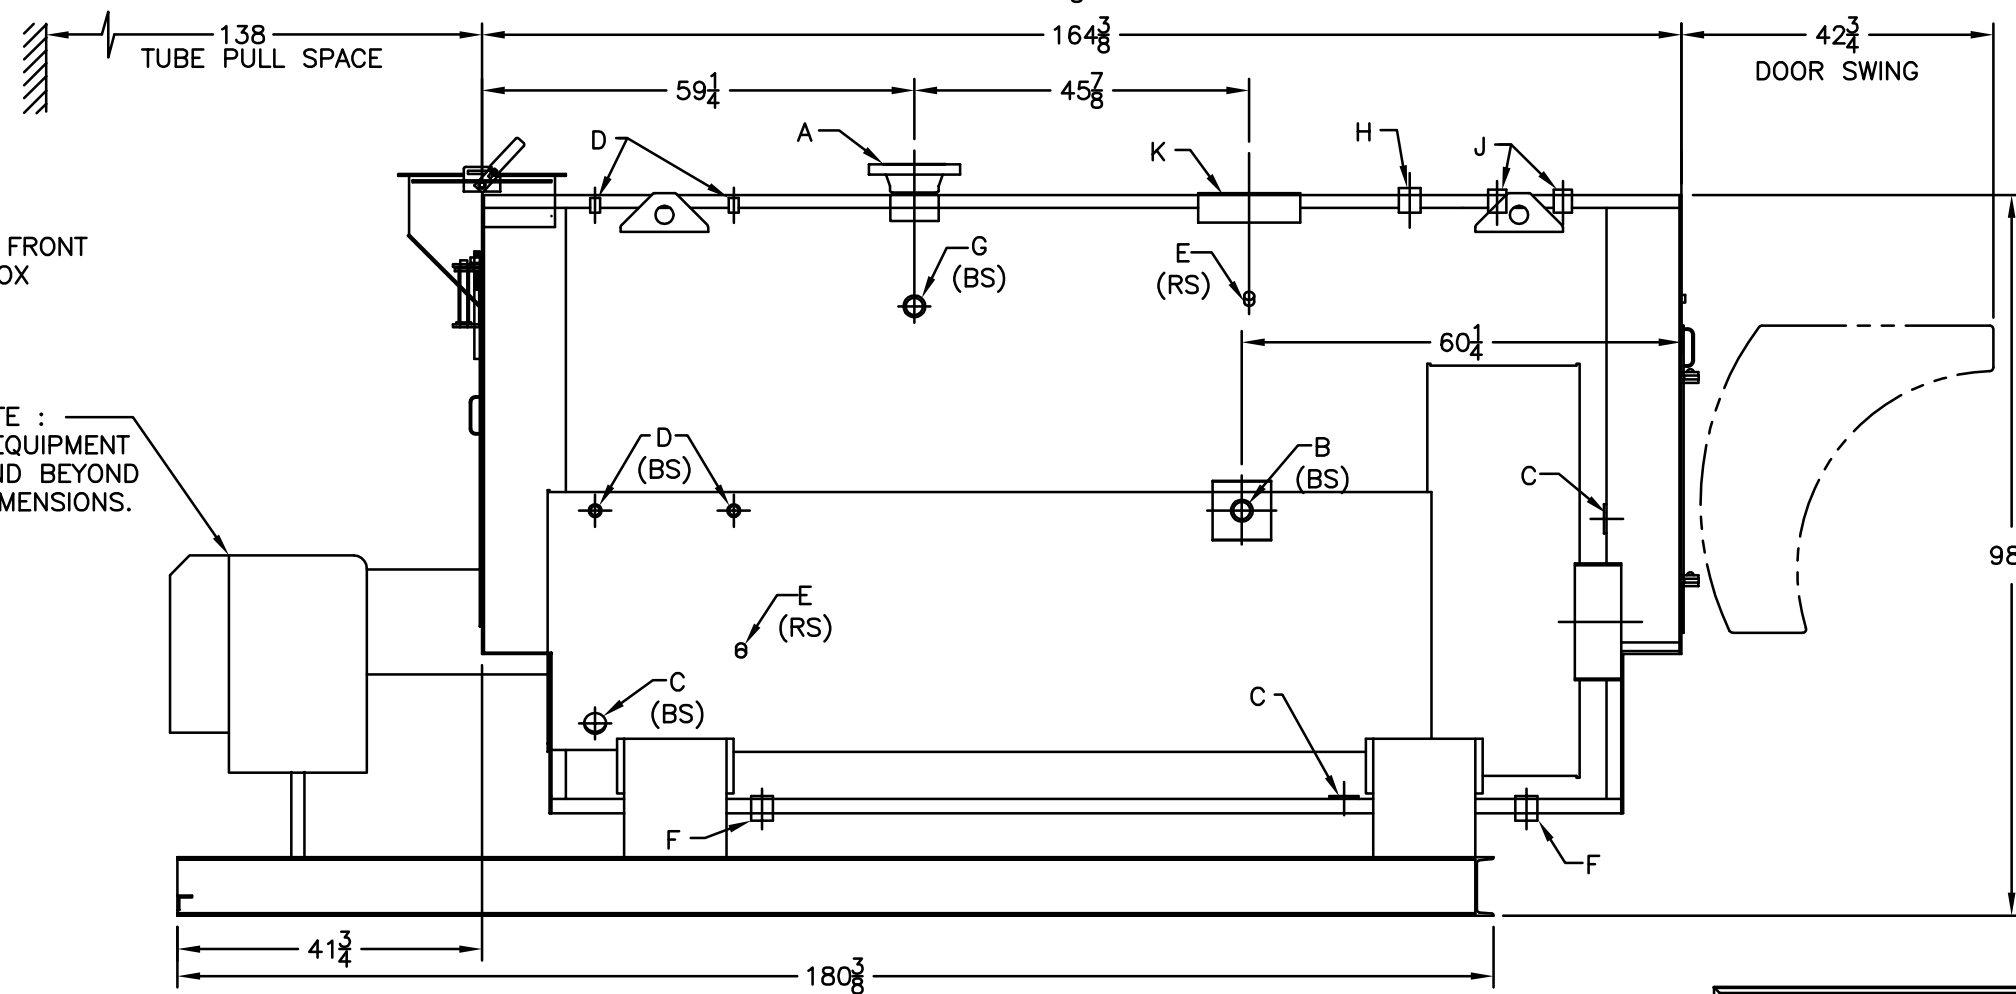 138
TUBE PULL SPACE
164 3/8
42 3/4
DOOR SWING
59 1/4
45 7/8
D
A
K
H
J
FRONT
OX
G
(BS)
E
(RS)
60 1/4
TE :
EQUIPMENT
ND BEYOND
MENSIONS.
D
(BS)
B
(BS)
C
98
E
(RS)
C
(BS)
C
F
F
41 3/4
180 3/8